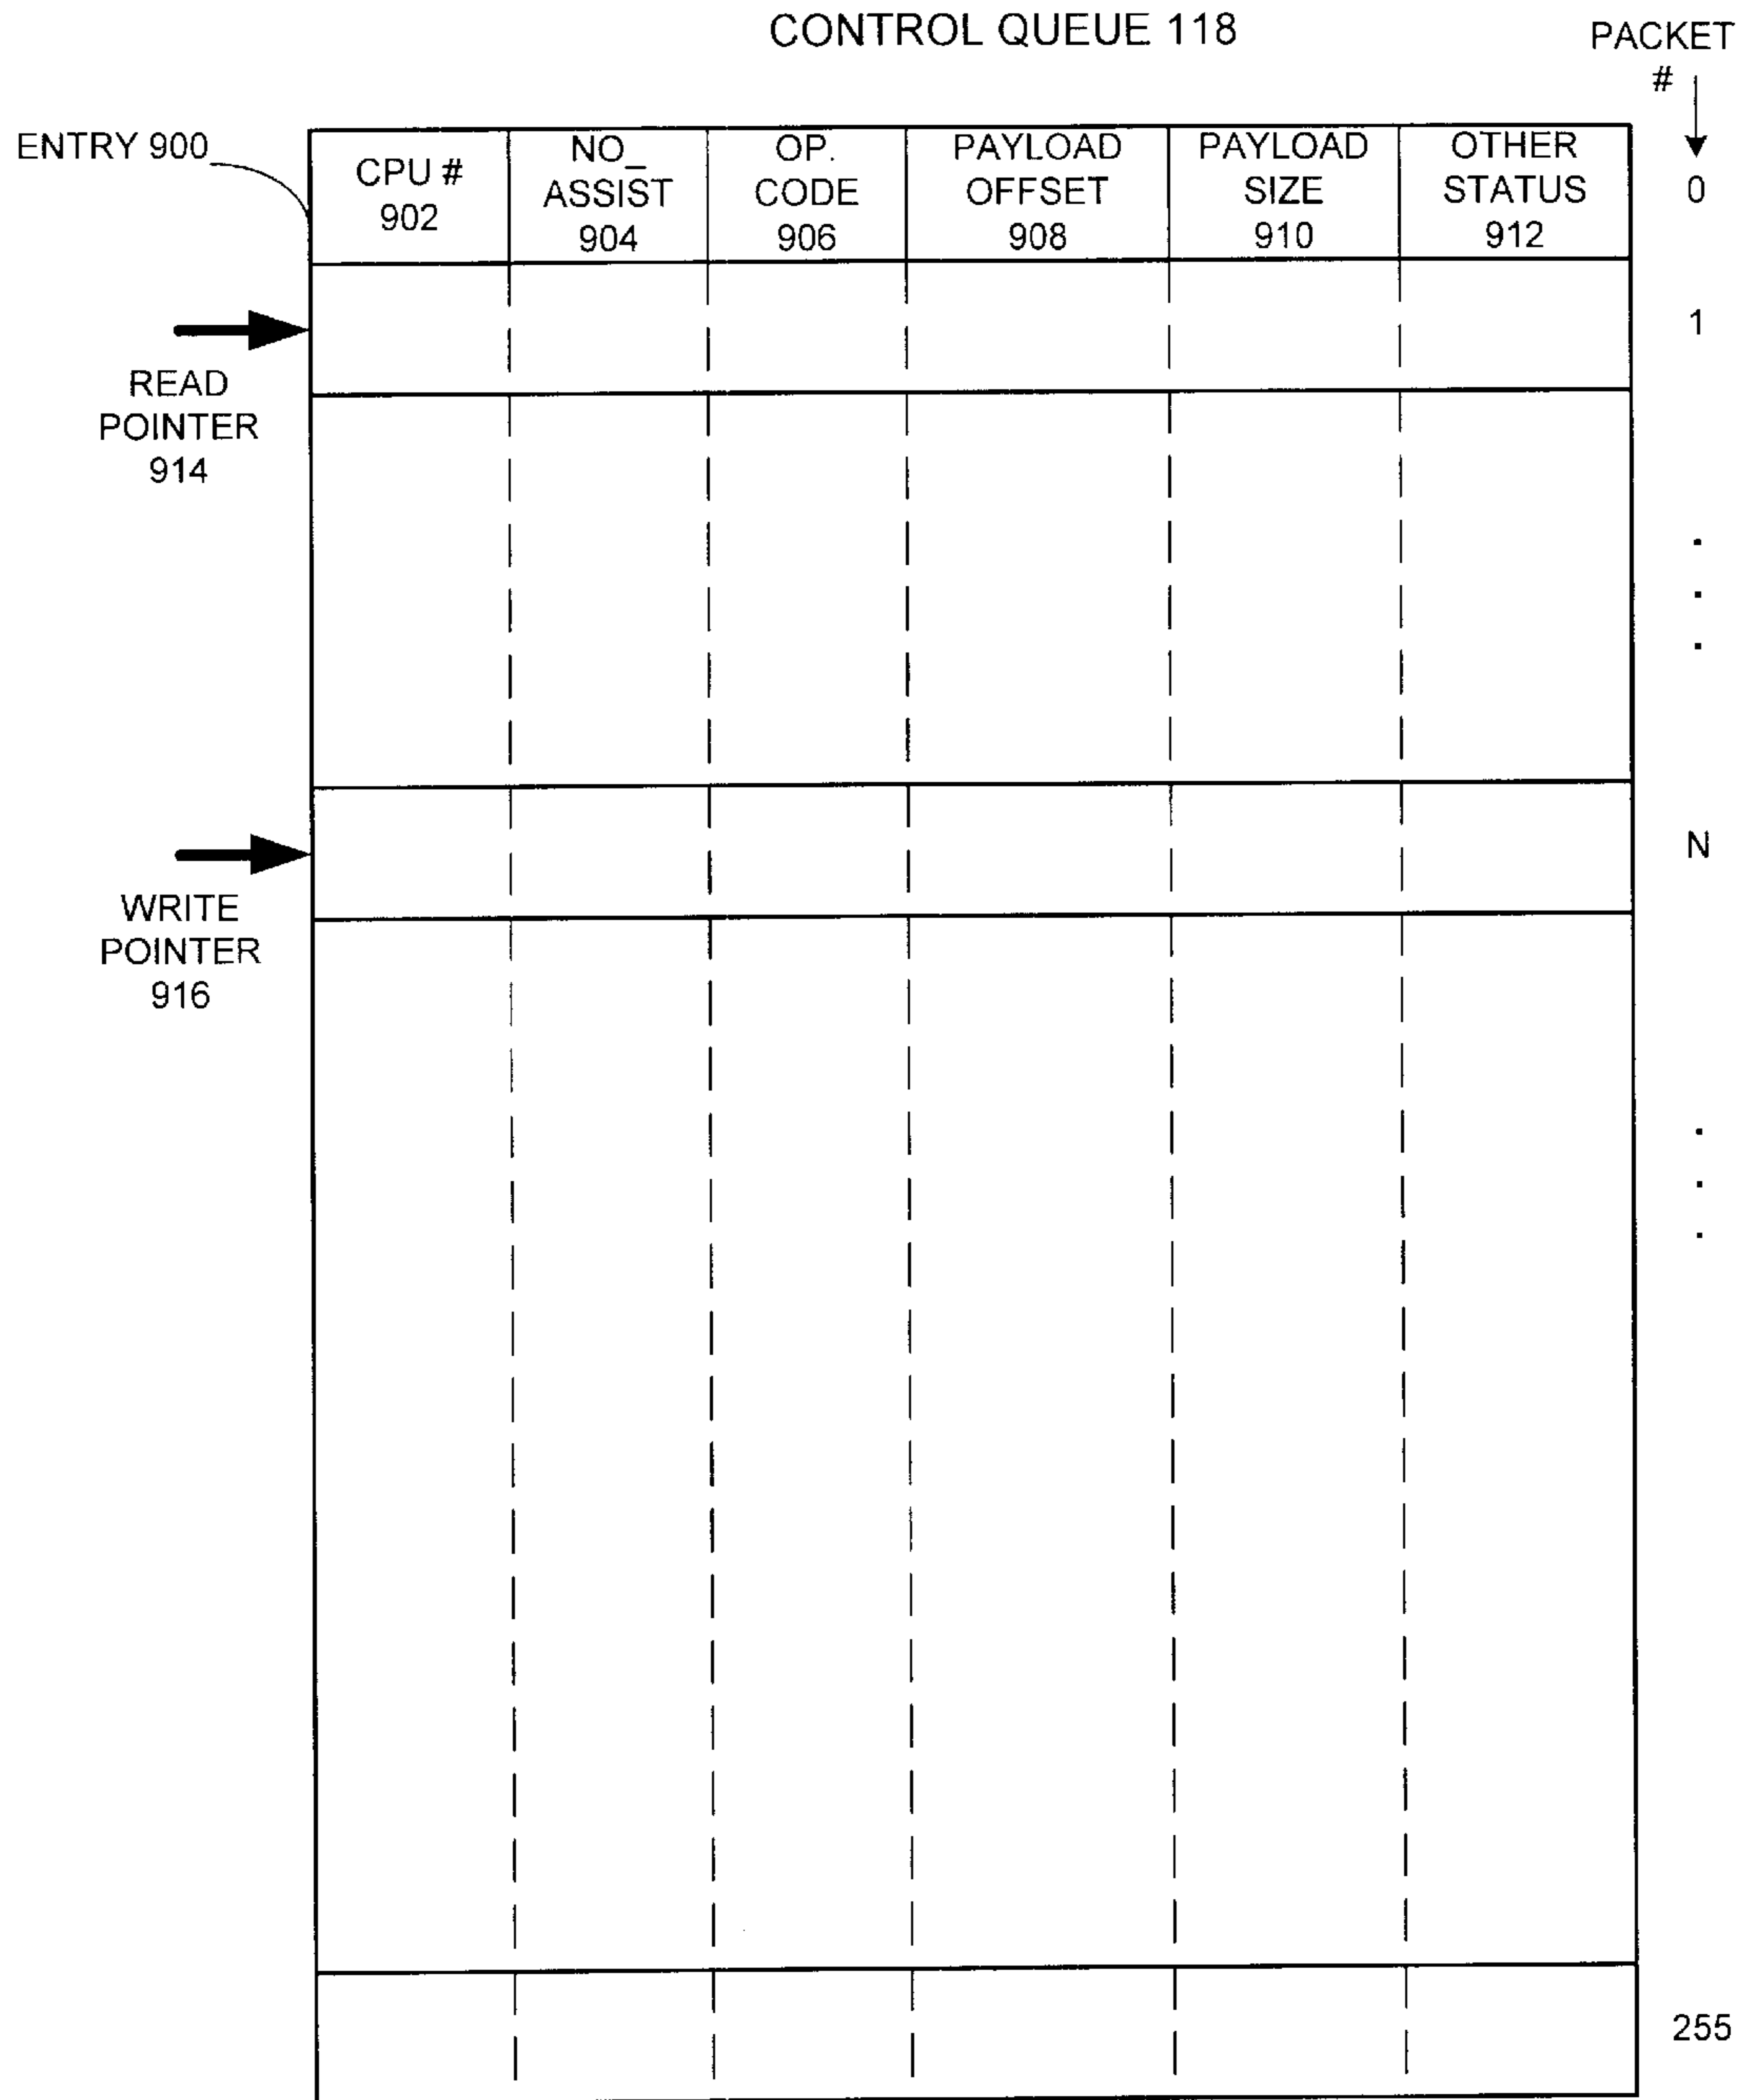 CONTROL QUEUE 118
PACKET
#
ENTRY 900
CPU #
902
NO_
ASSIST
904
OP.
CODE
906
PAYLOAD
OFFSET
908
PAYLOAD
SIZE
910
OTHER
STATUS
912
0
1
READ
POINTER
914
.
.
.
N
WRITE
POINTER
916
.
.
.
255